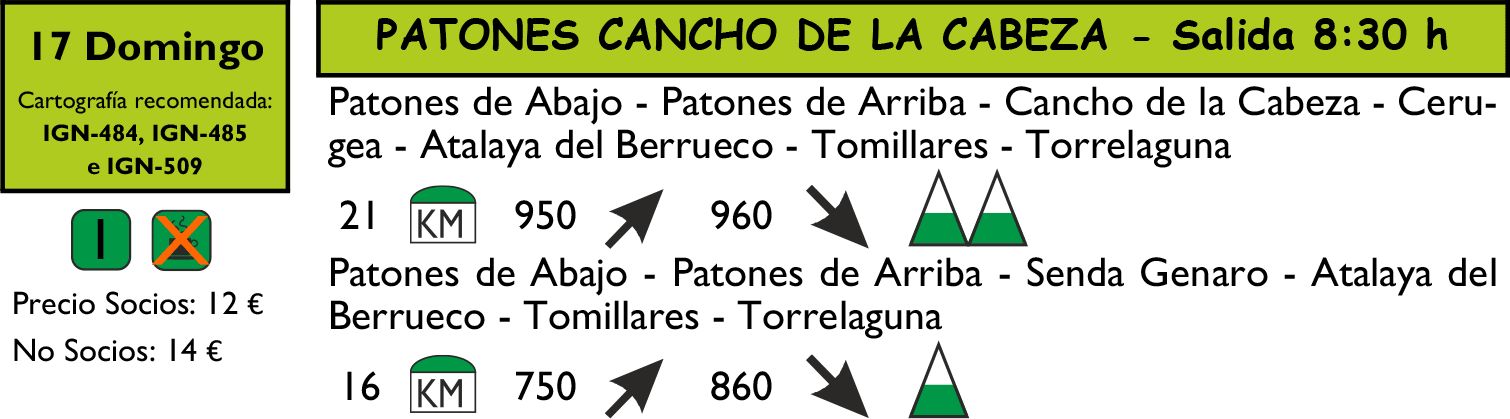 17 Domingo
Cartografía recomendada:
IGN-484, IGN-485
e IGN-509
I
Precio Socios: 12 €
No Socios: 14 €
PATONES CANCHO DE LA CABEZA - Salida 8:30 h
Patones de Abajo - Patones de Arriba - Cancho de la Cabeza - Ceru-
gea - Atalaya del Berrueco - Tomillares - Torrelaguna
21 KM 950 960
Patones de Abajo - Patones de Arriba - Senda Genaro - Atalaya del
Berrueco - Tomillares - Torrelaguna
16 KM 750 860